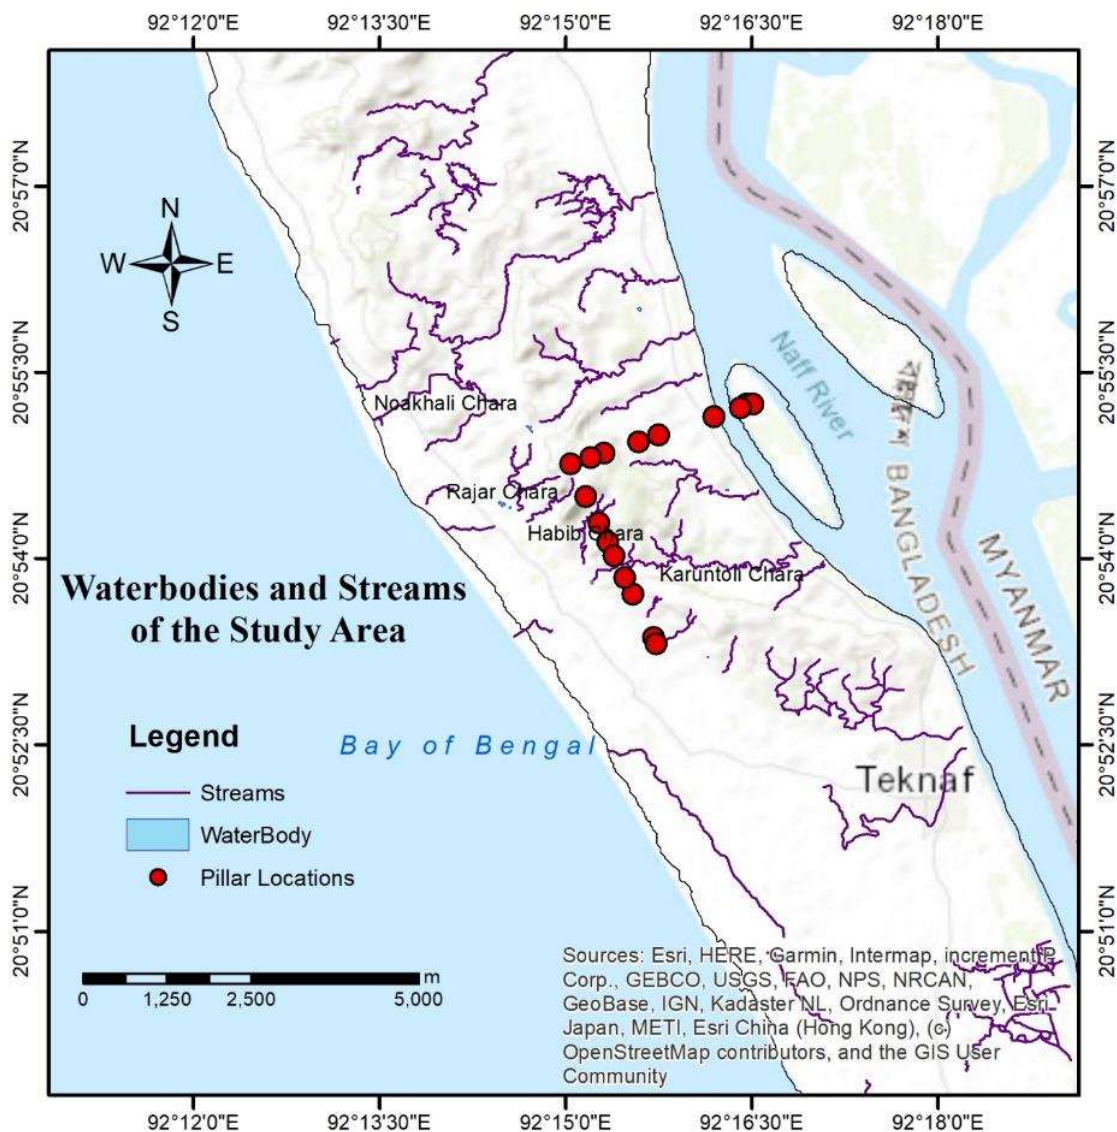 92°12'0"E 92°13'30"E 92°15'0"E 92°16'30"E 92°18'0"E
20°57'0"N
20°57'0"N
N
W E
S
20°55'30"N
20°55'30"N
Naff River
Noakhali Chara
Rajar Chara
Habib Chara
Karuntoli Chara
20°54'0"N
20°54'0"N
BANGLADESH
MYANMAR
Waterbodies and Streams
of the Study Area
20°52'30"N
20°52'30"N
Bay of Bengal
Teknaf
Legend
Streams
WaterBody
Pillar Locations
20°51'0"N
20°51'0"N
m
0 1,250 2,500 5,000
Sources: Esri, HERE, Garmin, Intermap, increment P
Corp., GEBCO, USGS, FAO, NPS, NRCAN,
GeoBase, IGN, Kadaster NL, Ordnance Survey, Esri
Japan, METI, Esri China (Hong Kong), (c)
OpenStreetMap contributors, and the GIS User
Community
92°12'0"E 92°13'30"E 92°15'0"E 92°16'30"E 92°18'0"E